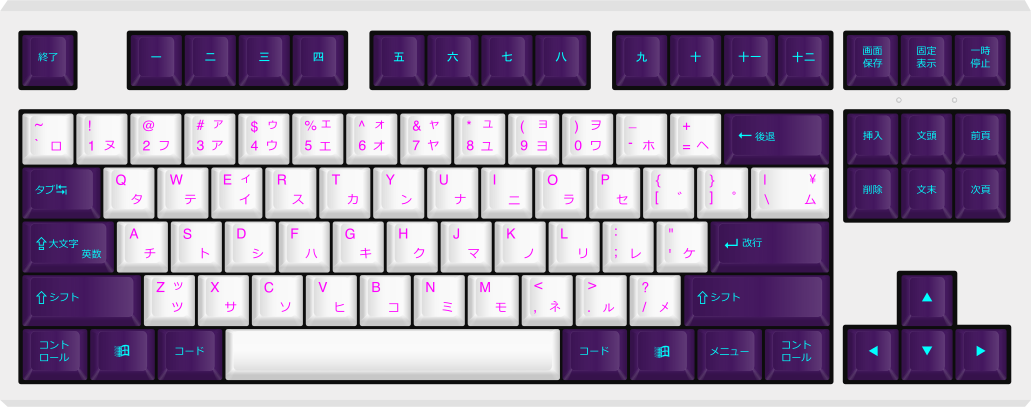 終了 一 二 三 四 五 六 七 八 九 十 十一 十二 画面保存 固定表示 一時停止
~ ` ロ ! 1 ヌ @ 2 フ # ァ 3 ア $ ゥ 4 ウ % ェ 5 エ ^ ォ 6 オ & ャ 7 ヤ * ュ 8 ユ ( ョ 9 ヨ ) ヲ 0 ワ _ - ホ + = ヘ ← 後退 挿入 文頭 前頁
タブ ↹ Q タ W テ E ィ イ R ス T カ Y ン U ナ I ニ O ラ P セ { [ ゛ } ] ゜ | ¥ \ ム 削除 文末 次頁
⇪ 大文字 英数 A チ S ト D シ F ハ G キ H ク J マ K ノ L リ : ; レ " ' ケ ↵ 改行
⇧ シフト Z ッ ツ X サ C ソ V ヒ B コ N ミ M モ < , ネ > . ル ? / メ ⇧ シフト ▲
コントロール コード コード メニュー コントロール ◀ ▼ ▶